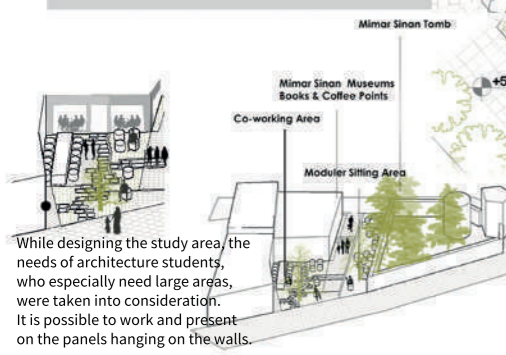 Mimar Sinan Tomb
+5
Mimar Sinan Museums
Books & Coffee Points
Co-working Area
Moduler Sitting Area
While designing the study area, the
needs of architecture students,
who especially need large areas,
were taken into consideration.
It is possible to work and present
on the panels hanging on the walls.